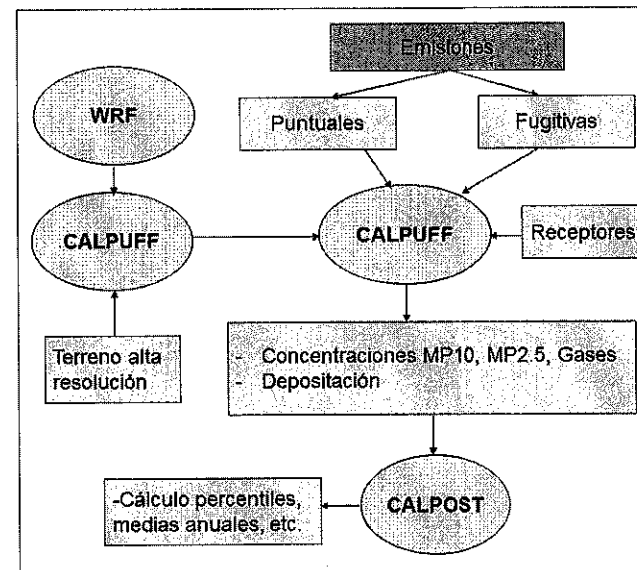 Emisiones
WRF
Puntuales
Fugitivas
CALPUFF
CALPUFF
Receptores
Terreno alta
resolución
- Concentraciones MP10, MP2.5, Gases
- Depositación
-Cálculo percentiles,
medias anuales, etc.
CALPOST